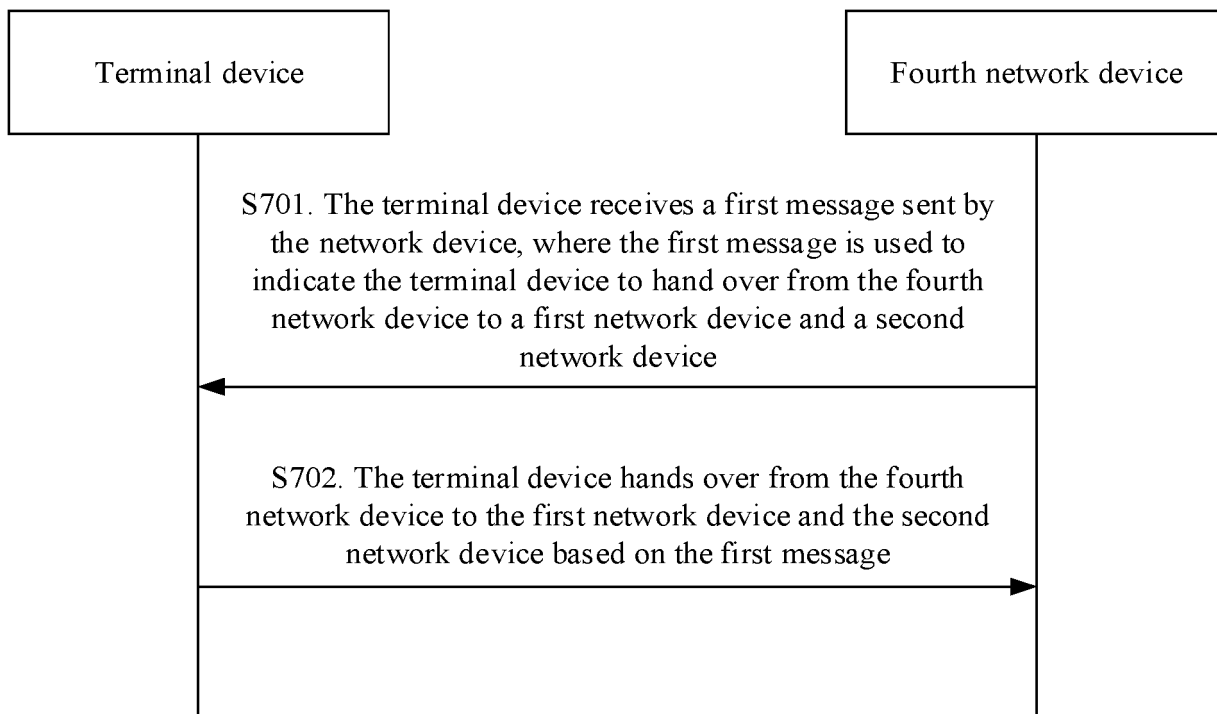 Terminal device
Fourth network device
S701. The terminal device receives a first message sent by
the network device, where the first message is used to
indicate the terminal device to hand over from the fourth
network device to a first network device and a second
network device
S702. The terminal device hands over from the fourth
network device to the first network device and the second
network device based on the first message